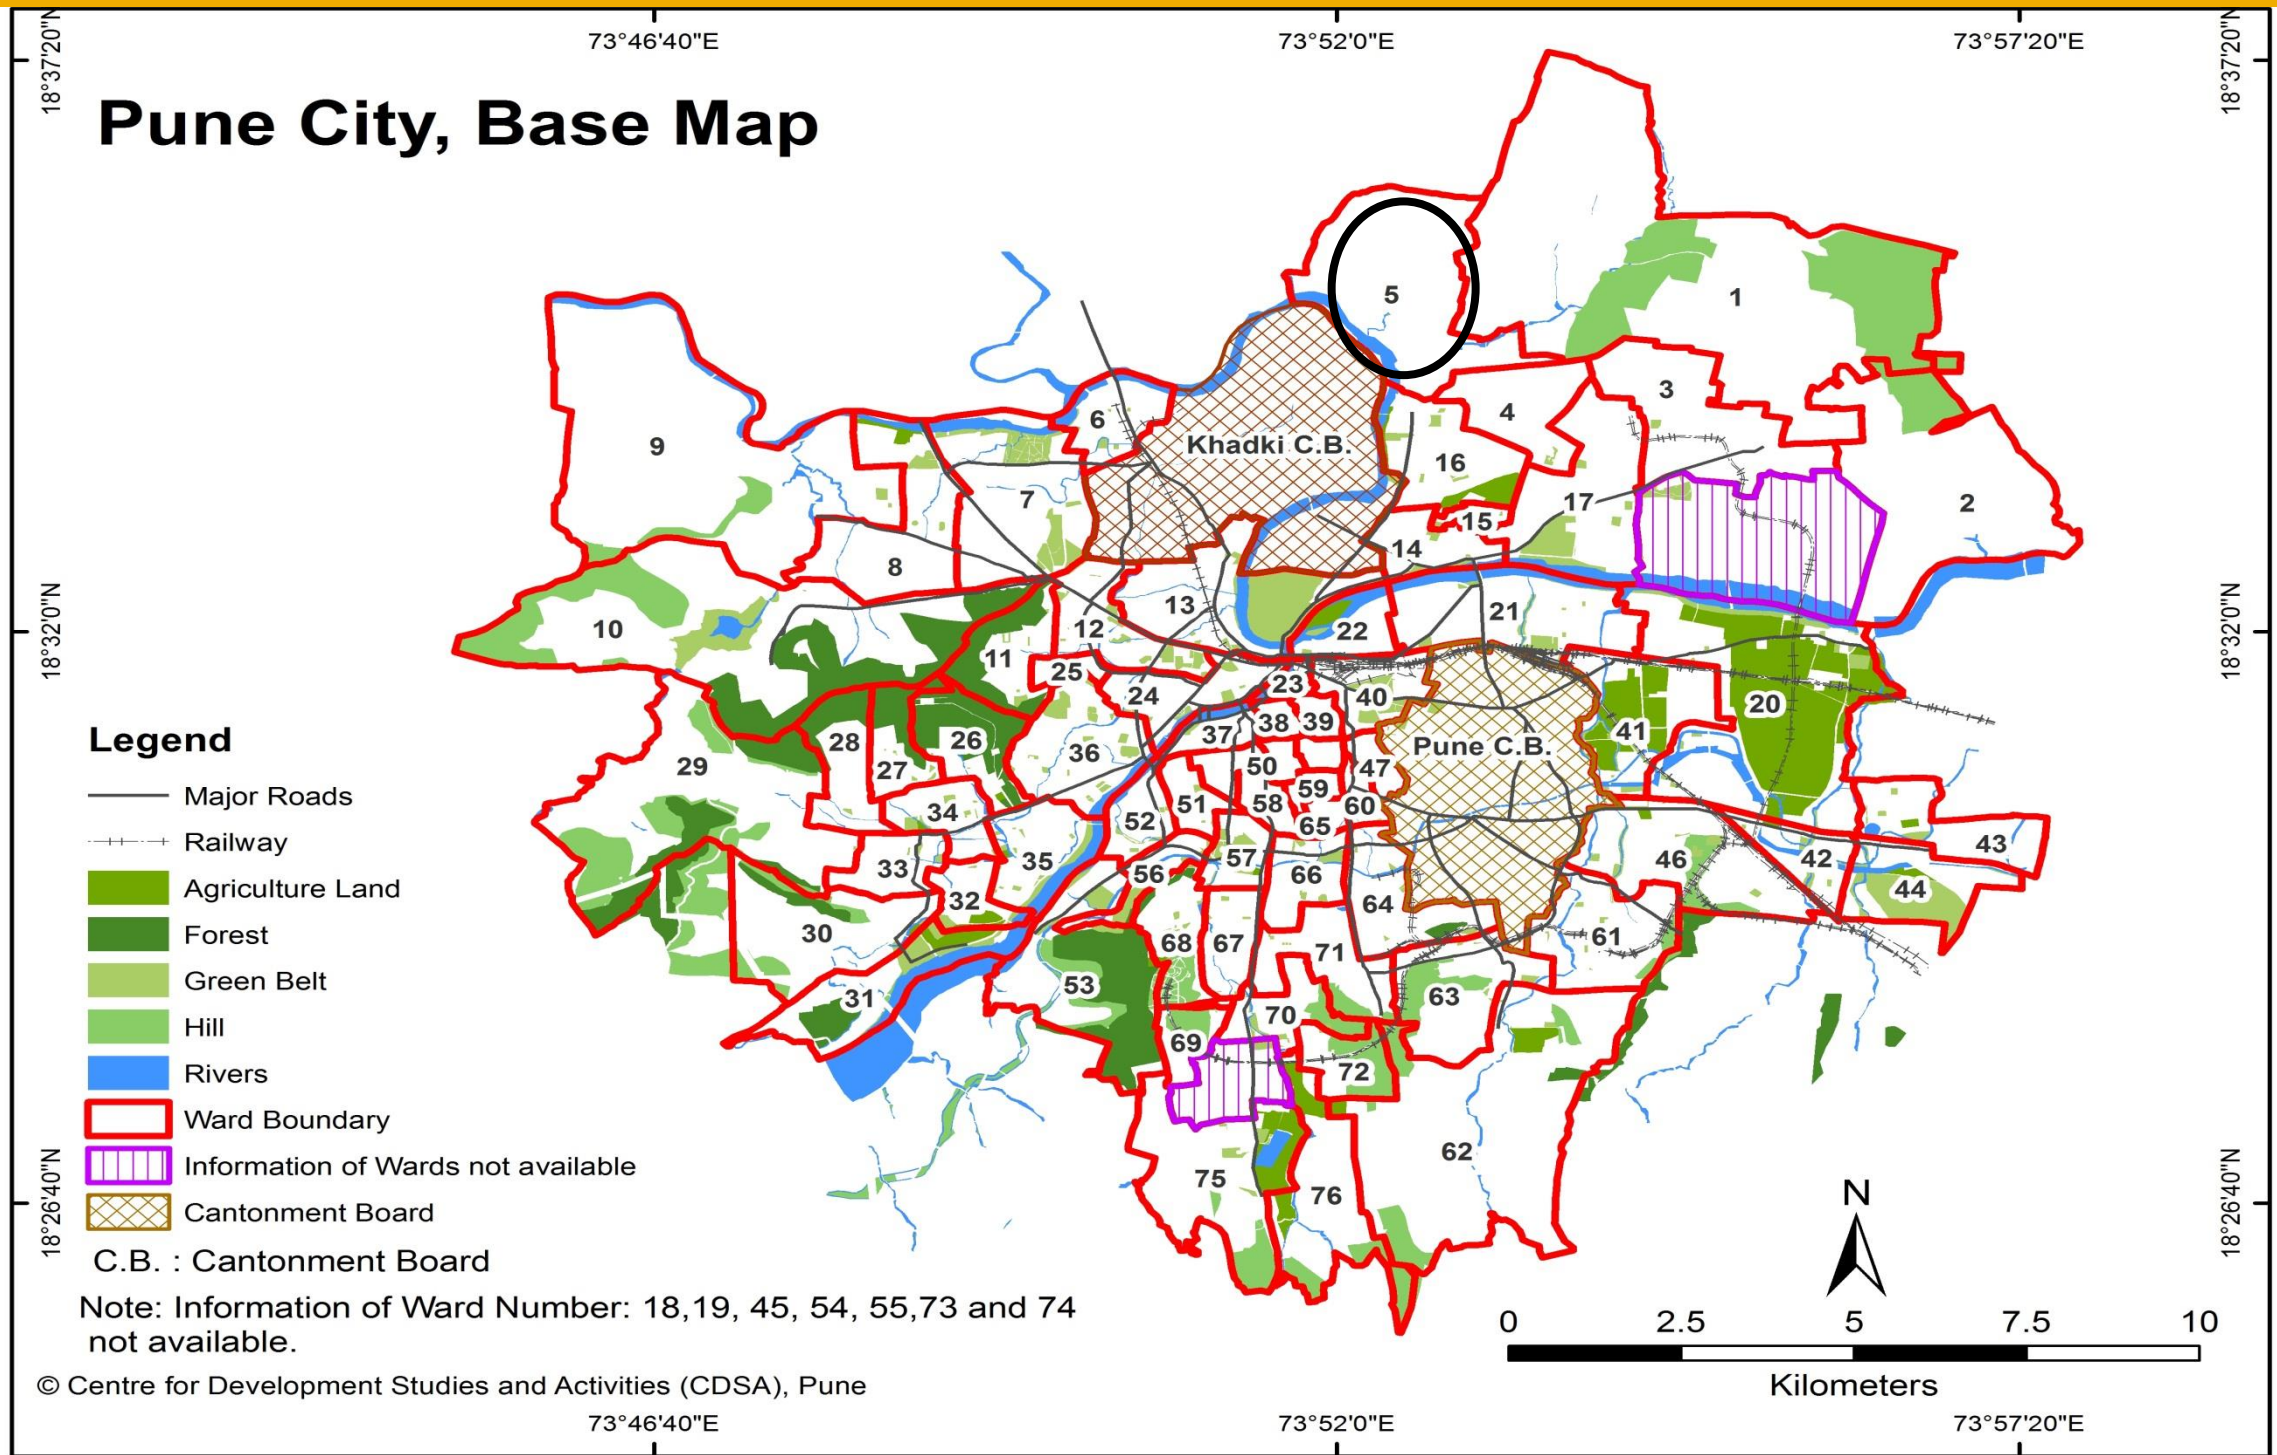 73°46'40"E
73°52'0"E
73°57'20"E
18°37'20"N
18°37'20"N
Pune City, Base Map
5
1
3
4
6
9
Khadki C.B.
16
7
17
2
15
14
8
13
21
10
12
22
11
25
23
24
40
20
38
39
37
41
28
26
Pune C.B.
36
29
27
50
47
59
51
58
60
34
52
65
43
57
46
42
35
33
56
66
44
32
64
30
61
68
67
71
53
63
31
70
69
72
62
75
76
18°32'0"N
18°32'0"N
Legend
Major Roads
Railway
Agriculture Land
Forest
Green Belt
Hill
Rivers
Ward Boundary
Information of Wards not available
Cantonment Board
C.B. : Cantonment Board
Note: Information of Ward Number: 18,19, 45, 54, 55,73 and 74
not available.
© Centre for Development Studies and Activities (CDSA), Pune
18°26'40"N
18°26'40"N
N
0 2.5 5 7.5 10
Kilometers
73°46'40"E
73°52'0"E
73°57'20"E